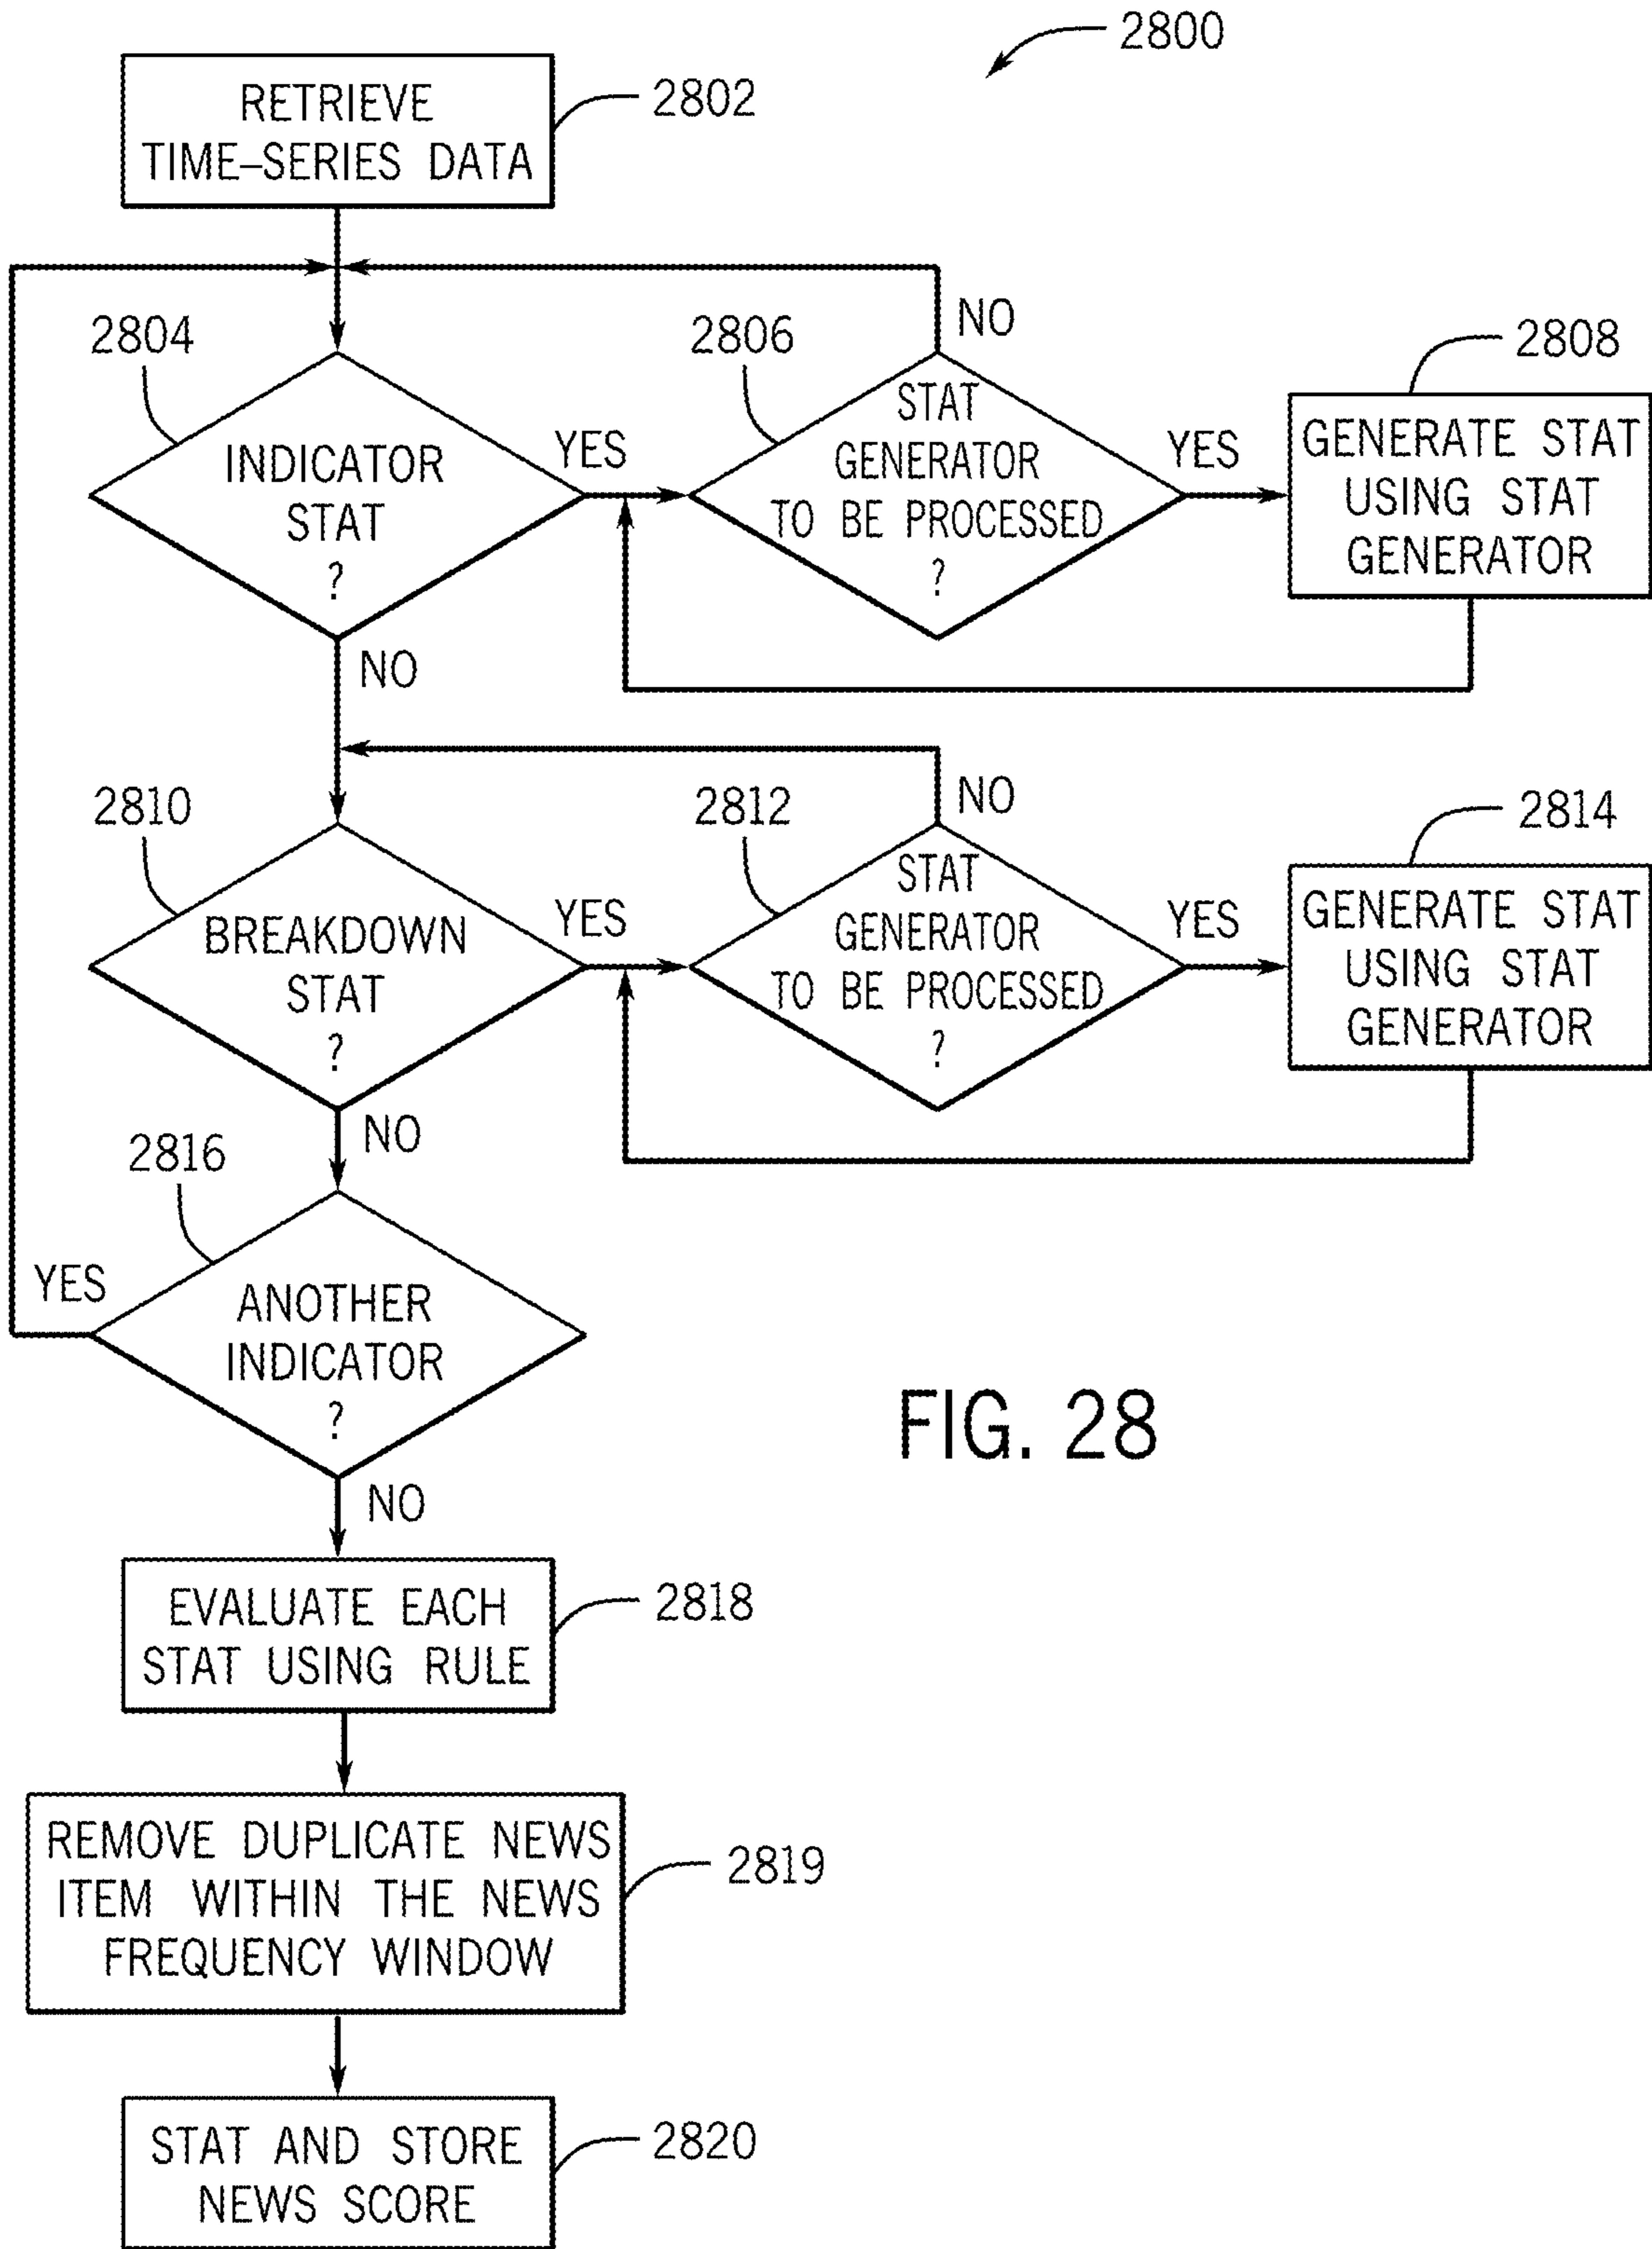 2800
RETRIEVE
TIME-SERIES DATA
2802
NO
2804
2806
2808
INDICATOR
STAT
?
YES
STAT
GENERATOR
TO BE PROCESSED
?
YES
GENERATE STAT
USING STAT
GENERATOR
NO
NO
2810
2812
2814
BREAKDOWN
STAT
?
YES
STAT
GENERATOR
TO BE PROCESSED
?
YES
GENERATE STAT
USING STAT
GENERATOR
NO
2816
YES
ANOTHER
INDICATOR
?
FIG. 28
NO
EVALUATE EACH
STAT USING RULE
2818
REMOVE DUPLICATE NEWS
ITEM WITHIN THE NEWS
FREQUENCY WINDOW
2819
STAT AND STORE
NEWS SCORE
2820